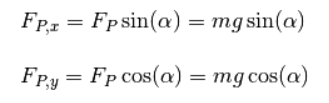 F_{P,x} = F_P sin(α) = mg sin(α)
F_{P,y} = F_P cos(α) = mg cos(α)